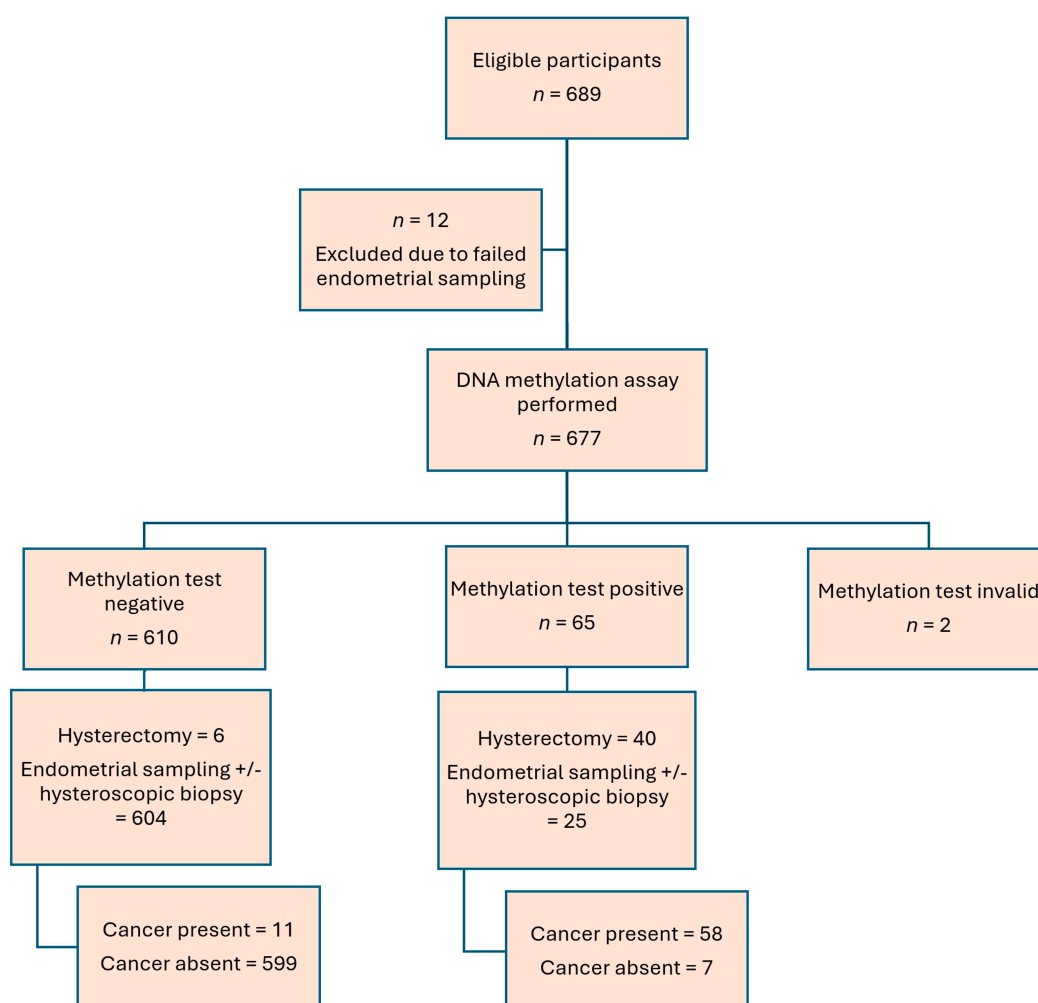 Eligible participants
n = 689
n = 12
Excluded due to failed
endometrial sampling
DNA methylation assay
performed
n = 677
Methylation test
negative
n = 610
Methylation test positive
n = 65
Methylation test invalid
n = 2
Hysterectomy = 6
Endometrial sampling +/-
hysteroscopic biopsy
= 604
Hysterectomy = 40
Endometrial sampling +/-
hysteroscopic biopsy
= 25
Cancer present = 11
Cancer absent = 599
Cancer present = 58
Cancer absent = 7